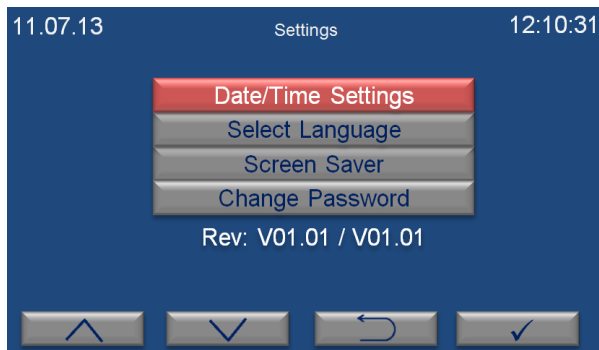 11.07.13 Settings 12:10:31
Date/Time Settings
Select Language
Screen Saver
Change Password
Rev: V01.01 / V01.01